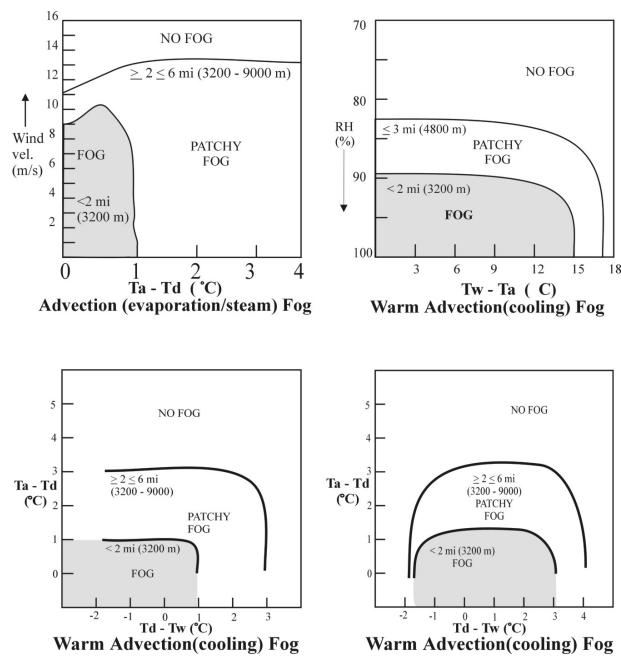 16
14
12
10
8
6
4
2
Wind
vel.
(m/s)
NO FOG
≥ 2 ≤ 6 mi (3200 - 9000 m)
FOG
PATCHY
FOG
<2 mi
(3200 m)
0 1 2 3 4
Ta - Td (°C)
Advection (evaporation/steam) Fog
70
80
90
100
RH
(%)
NO FOG
≤ 3 mi (4800 m)
PATCHY
FOG
< 2 mi (3200 m)
FOG
3 6 9 12 15 18
Tw - Ta ( C)
Warm Advection(cooling) Fog
5
4
3
2
1
0
Ta - Td
(°C)
NO FOG
≥ 2 ≤ 6 mi
(3200 - 9000)
PATCHY
FOG
< 2 mi (3200 m)
FOG
-2 -1 0 1 2 3
Td - Tw (°C)
Warm Advection(cooling) Fog
5
4
3
2
1
0
Ta - Td
(°C)
NO FOG
≥ 2 ≤ 6 mi
(3200 - 9000)
PATCHY
FOG
< 2 mi (3200 m)
FOG
-2 -1 0 1 2 3 4
Td - Tw (°C)
Warm Advection(cooling) Fog